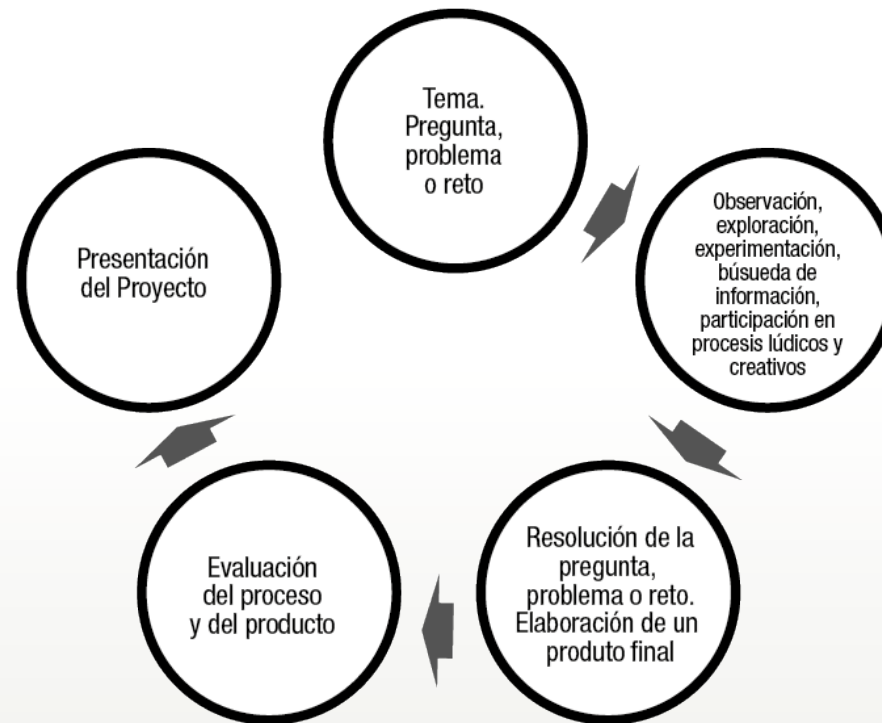 Tema.
Pregunta,
problema
o reto
Observación,
exploración,
experimentación,
búsueda de
información,
participación en
procesis lúdicos y
creativos
Resolución de la
pregunta,
problema o reto.
Elaboración de un
produto final
Evaluación
del proceso
y del producto
Presentación
del Proyecto